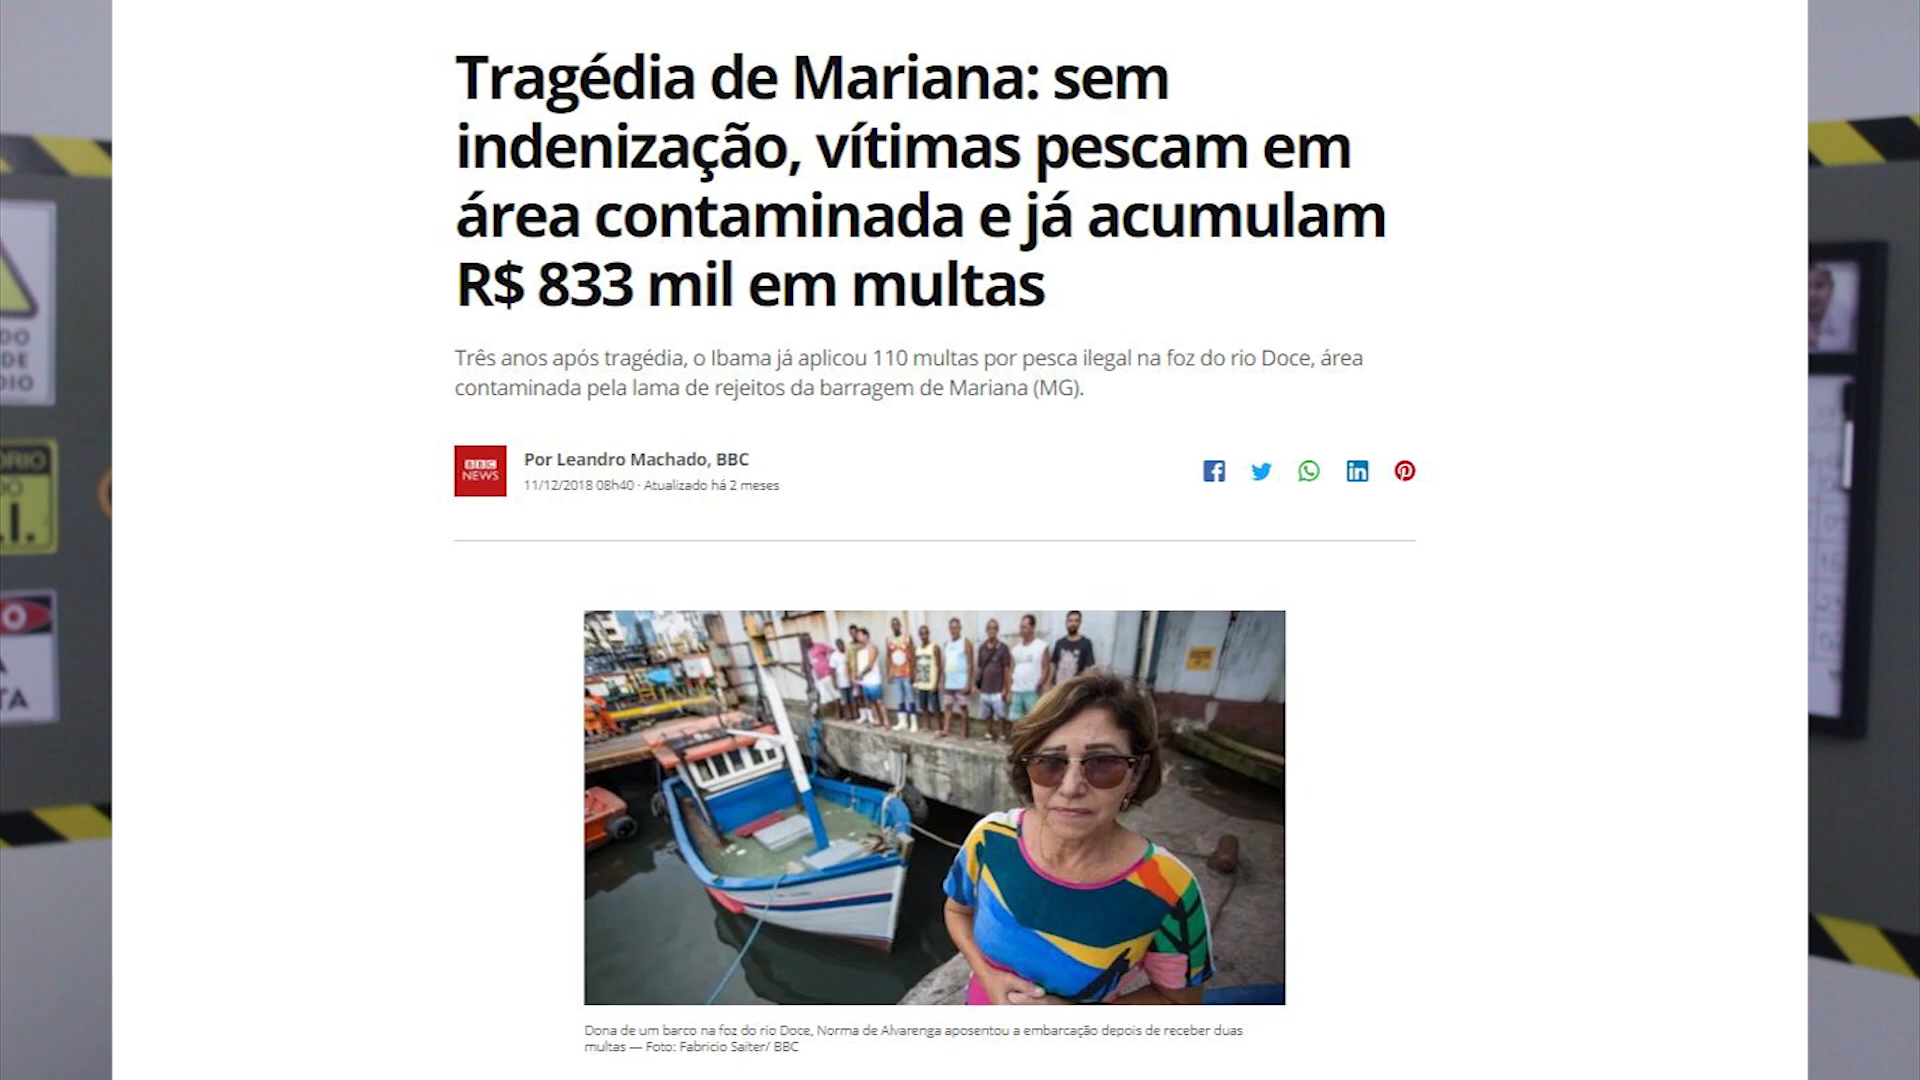 Tragédia de Mariana: sem
indenização, vítimas pescam em
área contaminada e já acumulam
R$ 833 mil em multas
Três anos após tragédia, o Ibama já aplicou 110 multas por pesca ilegal na foz do rio Doce, área
contaminada pela lama de rejeitos da barragem de Mariana (MG).
BBC
NEWS
Por Leandro Machado, BBC
11/12/2018 08h40 - Atualizado há 2 meses
Dona de um barco na foz do rio Doce, Norma de Alvarenga aposentou a embarcação depois de receber duas
multas — Foto: Fabricio Saiter/ BBC
DO
DE